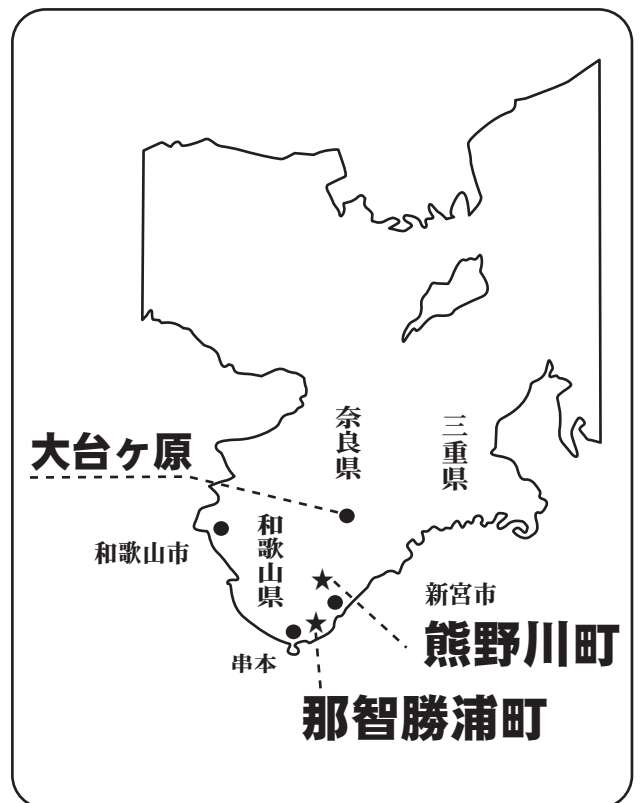 奈良県
三重県
大台ヶ原
和歌山県
和歌山市
新宮市
熊野川町
串本
那智勝浦町